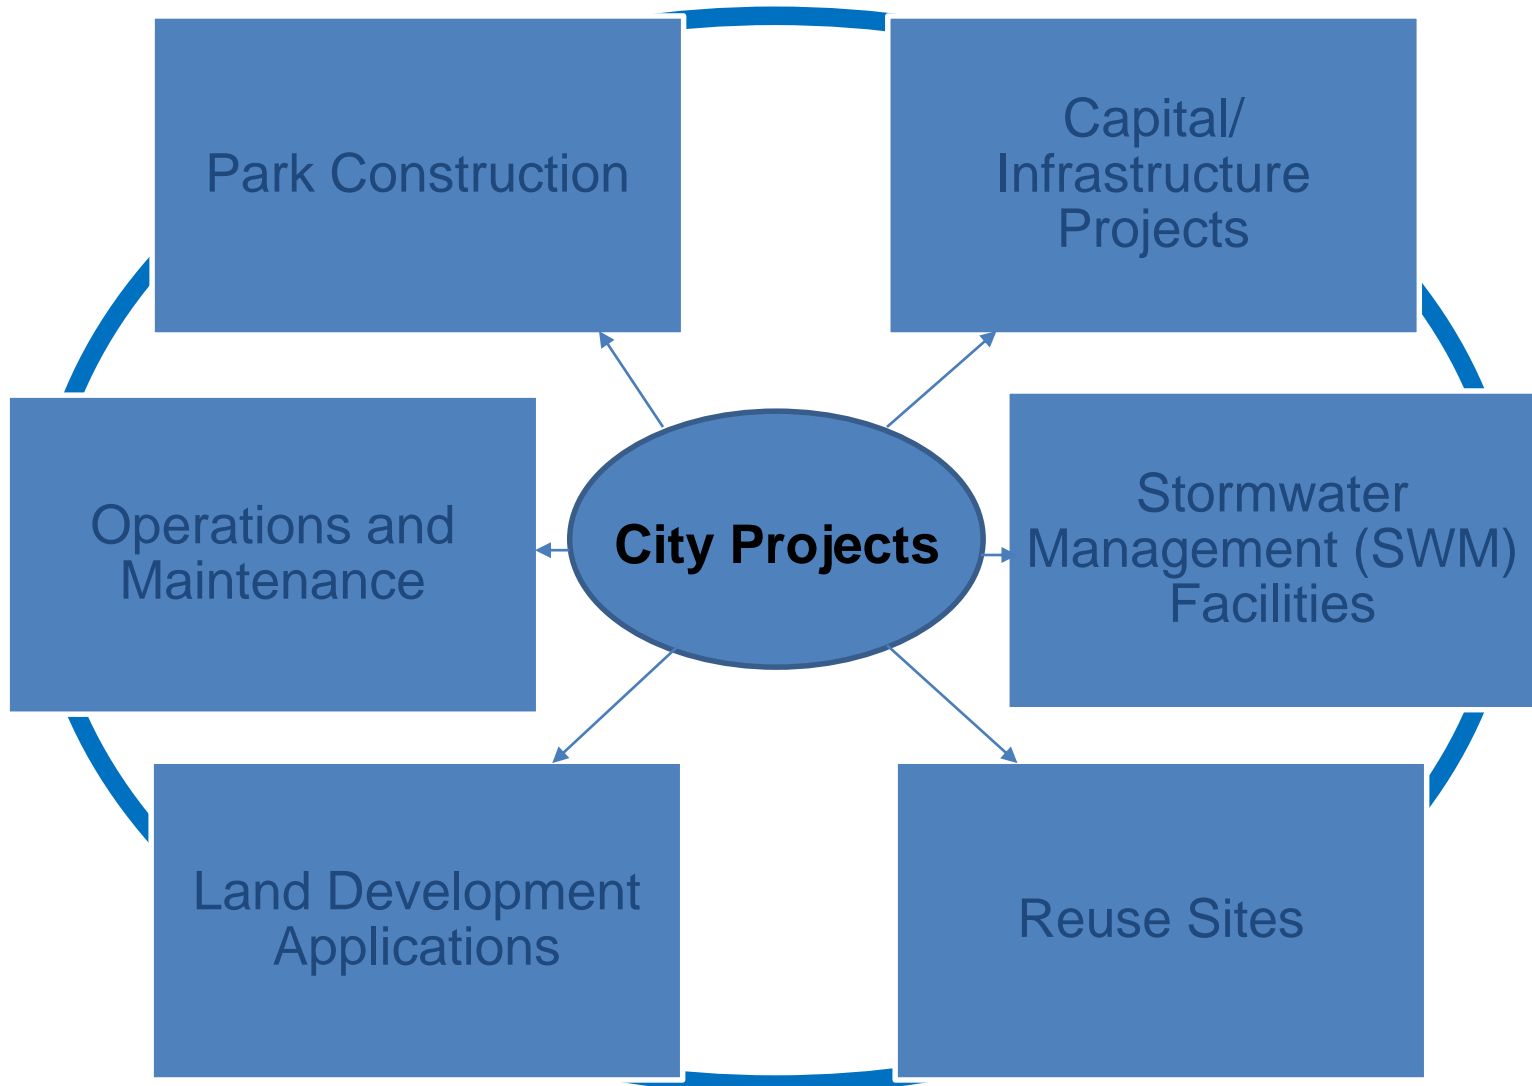 Park Construction
Capital/
Infrastructure
Projects
Operations and
Maintenance
City Projects
Stormwater
Management (SWM)
Facilities
Land Development
Applications
Reuse Sites